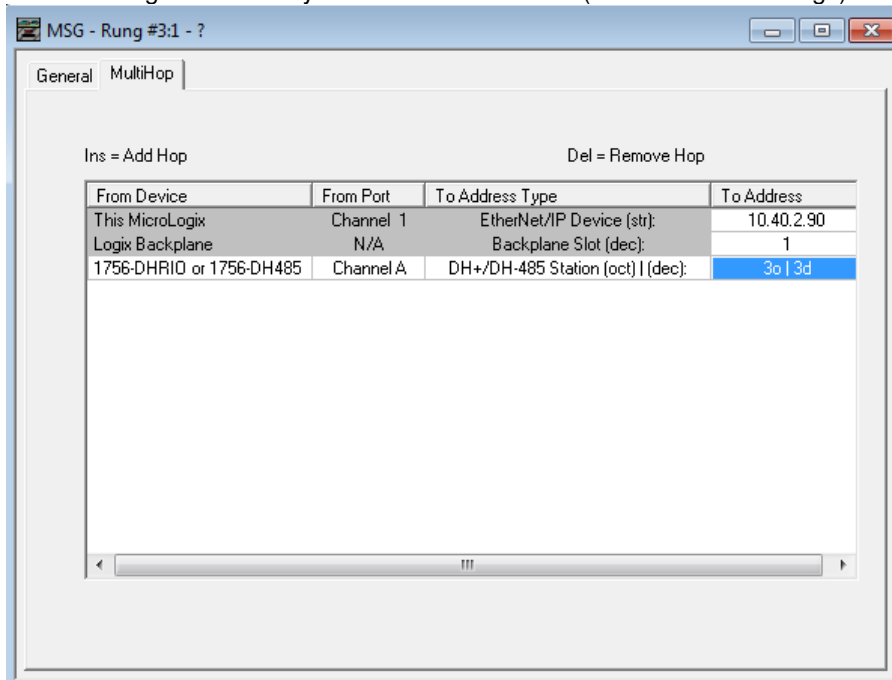 MSG - Rung #3:1 - ?
General MultiHop
Ins = Add Hop Del = Remove Hop
From Device From Port To Address Type To Address
This MicroLogix Channel 1 EtherNet/IP Device (str): 10.40.2.90
Logix Backplane N/A Backplane Slot (dec): 1
1756-DHRIO or 1756-DH485 Channel A DH+/DH-485 Station (oct) | (dec): 3o | 3d